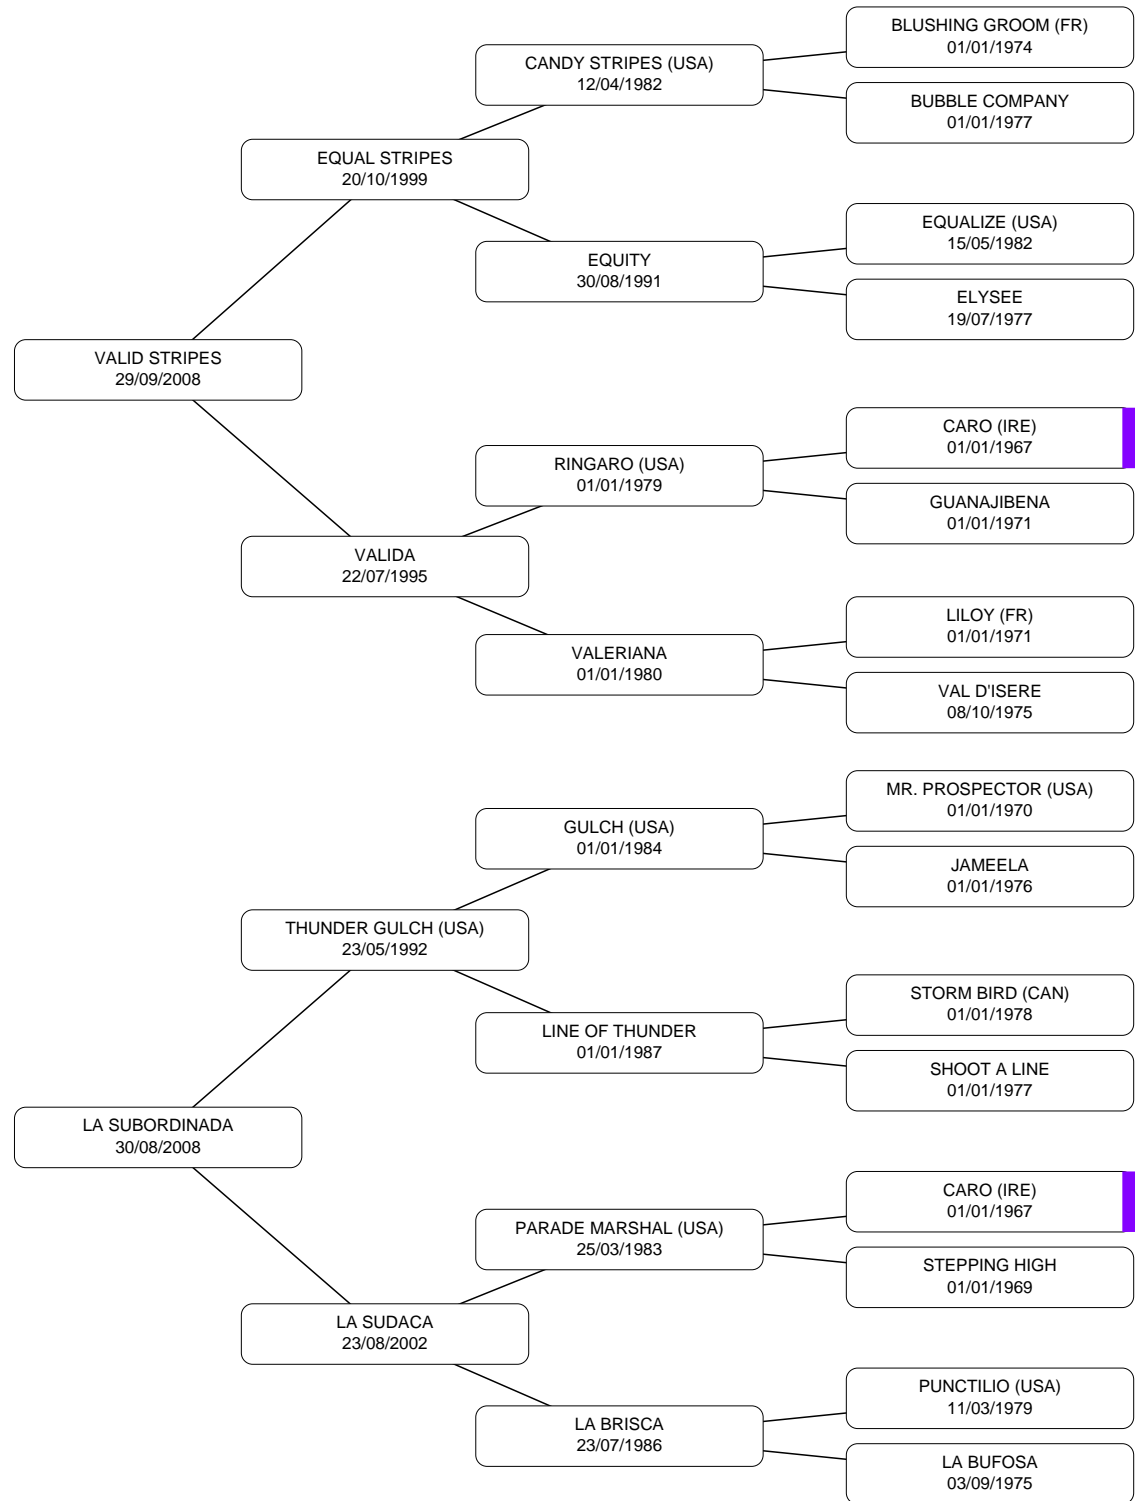 BLUSHING GROOM (FR)
01/01/1974
CANDY STRIPES (USA)
12/04/1982
BUBBLE COMPANY
01/01/1977
EQUAL STRIPES
20/10/1999
EQUALIZE (USA)
15/05/1982
EQUITY
30/08/1991
ELYSEE
19/07/1977
VALID STRIPES
29/09/2008
CARO (IRE)
01/01/1967
RINGARO (USA)
01/01/1979
GUANAJIBENA
01/01/1971
VALIDA
22/07/1995
LILOY (FR)
01/01/1971
VALERIANA
01/01/1980
VAL D'ISERE
08/10/1975
MR. PROSPECTOR (USA)
01/01/1970
GULCH (USA)
01/01/1984
JAMEELA
01/01/1976
THUNDER GULCH (USA)
23/05/1992
STORM BIRD (CAN)
01/01/1978
LINE OF THUNDER
01/01/1987
SHOOT A LINE
01/01/1977
LA SUBORDINADA
30/08/2008
CARO (IRE)
01/01/1967
PARADE MARSHAL (USA)
25/03/1983
STEPPING HIGH
01/01/1969
LA SUDACA
23/08/2002
PUNCTILIO (USA)
11/03/1979
LA BRISCA
23/07/1986
LA BUFOSA
03/09/1975